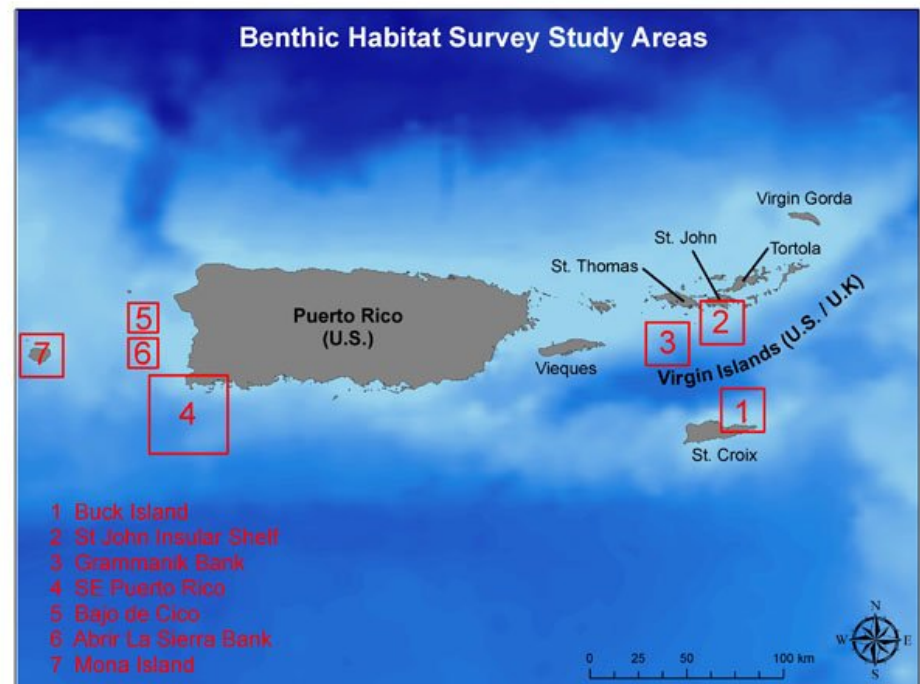 Benthic Habitat Survey Study Areas
Virgin Gorda
St. John
Tortola
St. Thomas
Puerto Rico
(U.S.)
Vieques
Virgin Islands (U.S. / U.K)
St. Croix
5
6
7
4
3
2
1
1 Buck Island
2 St John Insular Shelf
3 Grammanik Bank
4 SE Puerto Rico
5 Bajo de Cico
6 Abrir La Sierra Bank
7 Mona Island
0 25 50 100 km
N
W E
S